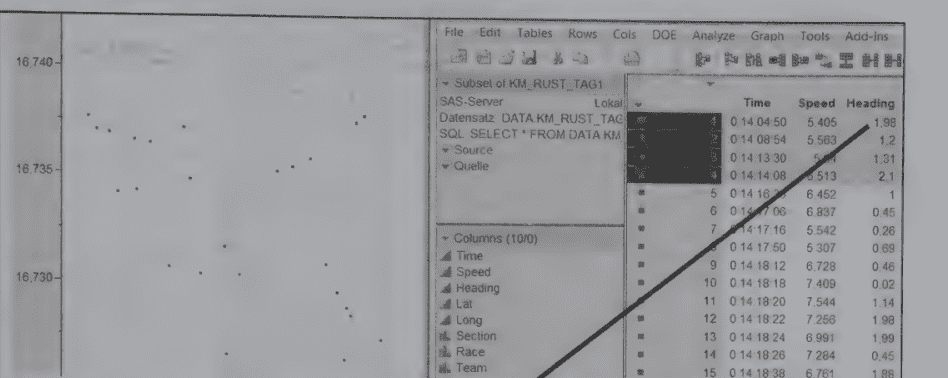 16,740
16,735
16,730
File Edit Tables Rows Cols DOE Analyze Graph Tools Add-Ins
Subset of KM_RUST_TAG1
SAS-Server Lokal
Datensatz DATA.KM_RUST_TAG
SQL SELECT * FROM DATA.KM
Source
Quelle
Columns (10/0)
Time
Speed
Heading
Lat
Long
Section
Race
Team
Time Speed Heading
0 14 04:50 5.405 1.98
0 14 08:54 5.563 1.2
0 14 13:30 1.31
0 14:14 08 5.513 2.1
5 0 14 16 6.452 1
6 0 14 17 06 6.837 0.45
7 14 17:16 5.542 0.26
0 14 17:50 5 307 0.69
9 0 14 18:12 6.728 0.46
10 0 14 18:18 7.409 0.02
11 0 14 18:20 7.544 1.14
12 0 14 18:22 7.256 1.98
13 0 14 18:24 6.991 1.99
14 0 14 18:26 7.284 0.45
15 0 14 18:38 6.761 1.88